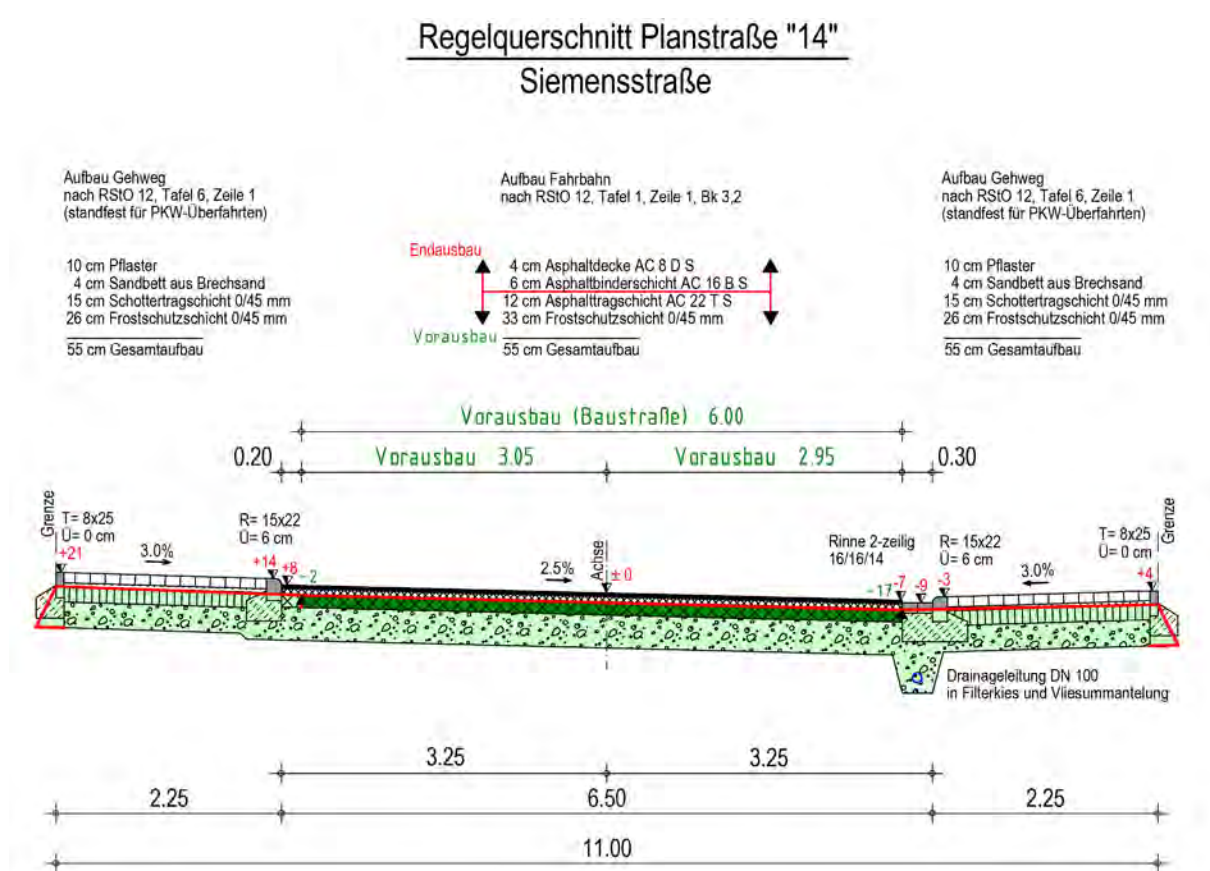 Regelquerschnitt Planstraße "14"
Siemensstraße
Aufbau Gehweg
nach RStO 12, Tafel 6, Zeile 1
(standfest für PKW-Überfahrten)
10 cm Pflaster
4 cm Sandbett aus Brechsand
15 cm Schottertragschicht 0/45 mm
26 cm Frostschutzschicht 0/45 mm
55 cm Gesamtaufbau
Aufbau Fahrbahn
nach RStO 12, Tafel 1, Zeile 1, Bk 3,2
Endausbau
4 cm Asphaltdecke AC 8 D S
6 cm Asphaltbinderschicht AC 16 B S
12 cm Asphalttragschicht AC 22 T S
33 cm Frostschutzschicht 0/45 mm
Vorausbau
55 cm Gesamtaufbau
Aufbau Gehweg
nach RStO 12, Tafel 6, Zeile 1
(standfest für PKW-Überfahrten)
10 cm Pflaster
4 cm Sandbett aus Brechsand
15 cm Schottertragschicht 0/45 mm
26 cm Frostschutzschicht 0/45 mm
55 cm Gesamtaufbau
Vorausbau (Baustraße) 6.00
0.20
Vorausbau 3.05
Vorausbau 2.95
0.30
Grenze
T= 8x25
Ü= 0 cm
+21
3.0%
R= 15x22
Ü= 6 cm
+14
+8
-2
2.5%
Achse
±0
Rinne 2-zeilig
16/16/14
-17
-7
-9
-3
R= 15x22
Ü= 6 cm
3.0%
T= 8x25
Ü= 0 cm
+4
Grenze
Drainageleitung DN 100
in Filterkies und Vliesummantelung
3.25
3.25
2.25
6.50
2.25
11.00